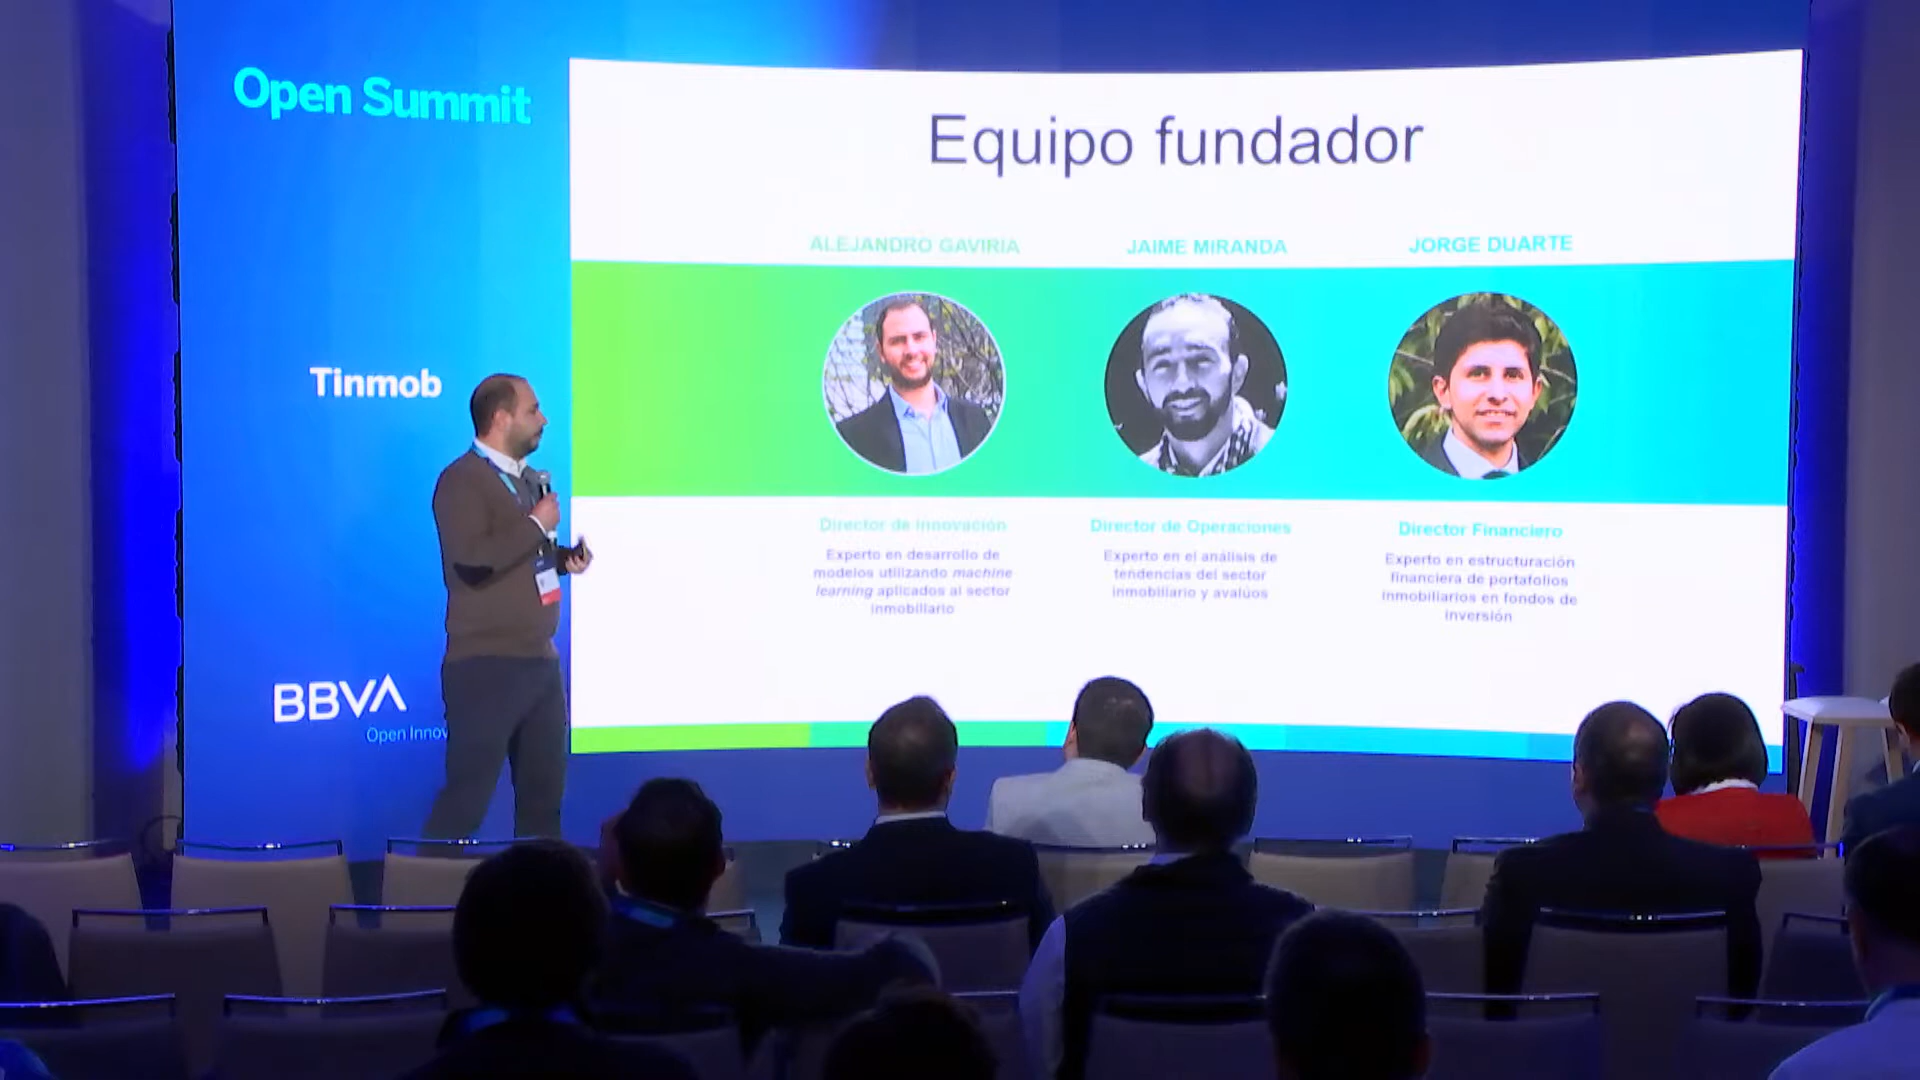 Open Summit
Tinmob
BBVA
Open Innov
Equipo fundador
ALEJANDRO GAVIRIA
Director de Innovación
Experto en desarrollo de
modelos utilizando machine
learning aplicados al sector
inmobiliario
JAIME MIRANDA
Director de Operaciones
Experto en el análisis de
tendencias del sector
inmobiliario y avalúos
JORGE DUARTE
Director Financiero
Experto en estructuración
financiera de portafolios
inmobiliarios en fondos de
inversión